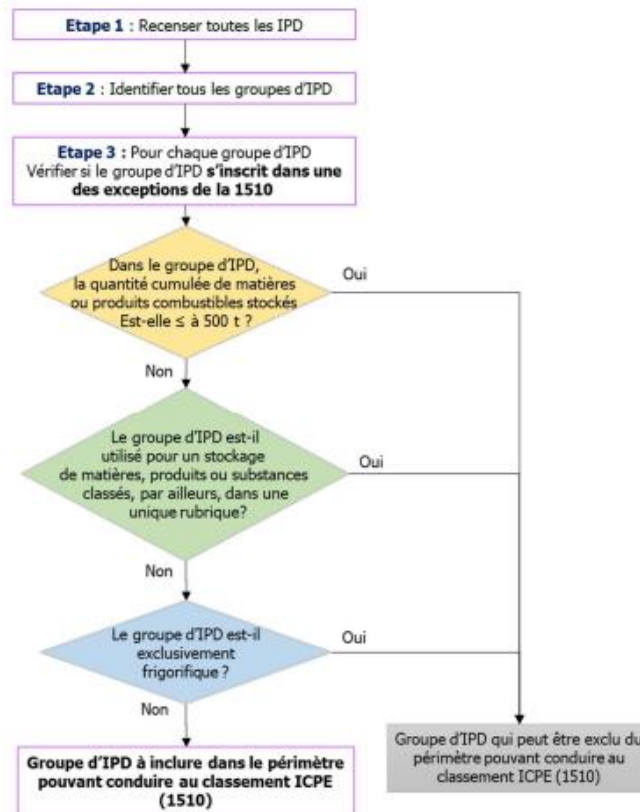 Etape 1 : Recenser toutes les IPD
Etape 2 : Identifier tous les groupes d'IPD
Etape 3 : Pour chaque groupe d'IPD
Vérifier si le groupe d'IPD s'inscrit dans une
des exceptions de la 1510
Dans le groupe d'IPD,
la quantité cumulée de matières
ou produits combustibles stockés
Est-elle ≤ à 500 t ?
Oui
Non
Le groupe d'IPD est-il
utilisé pour un stockage
de matières, produits ou substances
classés, par ailleurs, dans une
unique rubrique?
Oui
Non
Le groupe d'IPD est-il
exclusivement
frigorifique ?
Oui
Non
Groupe d'IPD à inclure dans le périmètre
pouvant conduire au classement ICPE
(1510)
Groupe d'IPD qui peut être exclu du
périmètre pouvant conduire au
classement ICPE (1510)